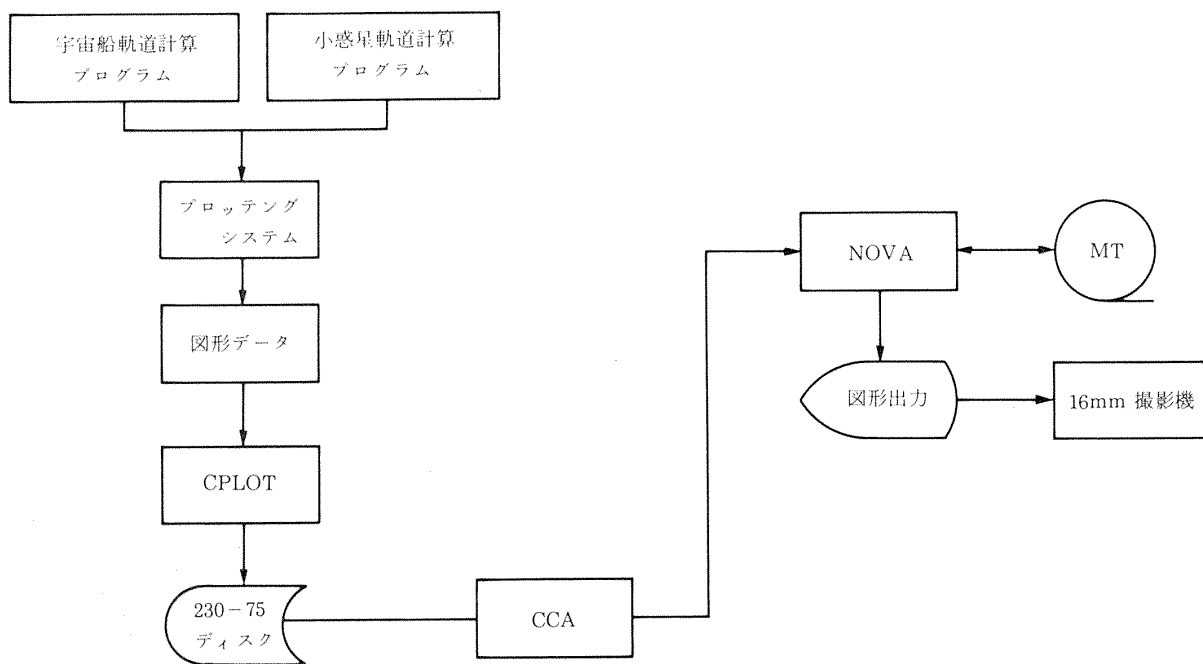 宇宙船軌道計算
プログラム
小惑星軌道計算
プログラム
プロッテング
システム
図形データ
CPLOT
230-75
ディスク
CCA
NOVA
MT
図形出力
16mm 撮影機